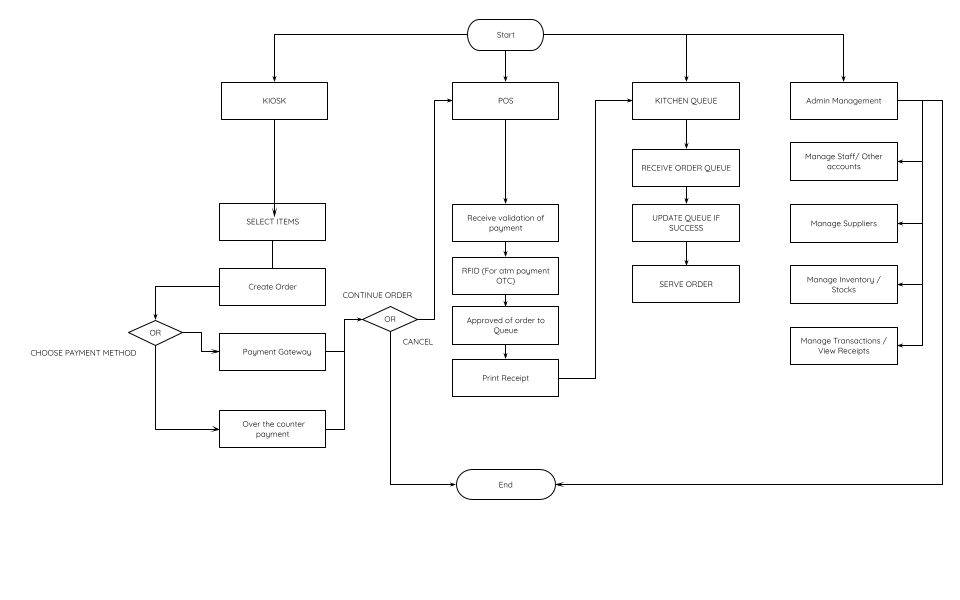 Start
KIOSK
POS
KITCHEN QUEUE
Admin Management
SELECT ITEMS
Create Order
OR
CHOOSE PAYMENT METHOD
Payment Gateway
Over the counter
payment
CONTINUE ORDER
OR
CANCEL
Receive validation of
payment
RFID (For atm payment
OTC)
Approved of order to
Queue
Print Receipt
RECEIVE ORDER QUEUE
UPDATE QUEUE IF
SUCCESS
SERVE ORDER
Manage Staff/ Other
accounts
Manage Suppliers
Manage Inventory /
Stocks
Manage Transactions /
View Receipts
End